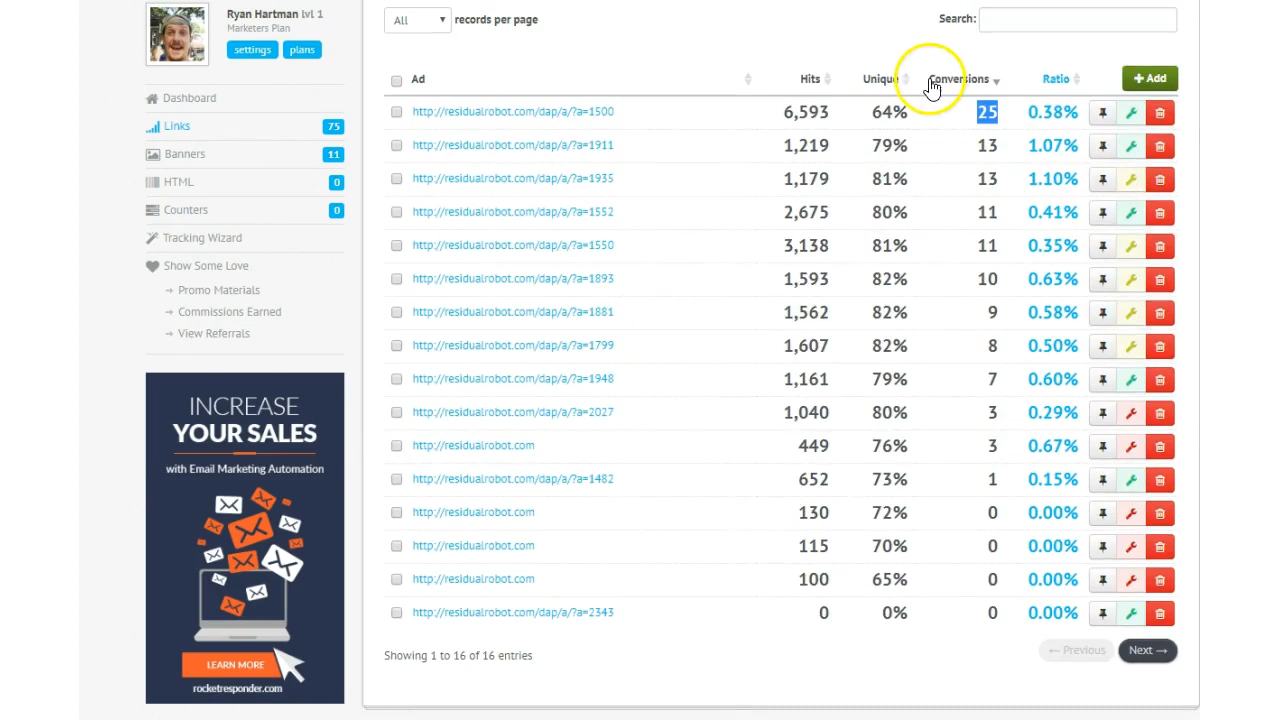 Ryan Hartman lvl 1
Marketers Plan
settings plans
Dashboard
Links 75
Banners 11
HTML 0
Counters 0
Tracking Wizard
Show Some Love
→ Promo Materials
→ Commissions Earned
→ View Referrals
INCREASE
YOUR SALES
with Email Marketing Automation
LEARN MORE
rocketresponder.com
All records per page Search:
Ad Hits Unique Conversions Ratio + Add
http://residualrobot.com/dap/a/?a=1500 6,593 64% 25 0.38%
http://residualrobot.com/dap/a/?a=1911 1,219 79% 13 1.07%
http://residualrobot.com/dap/a/?a=1935 1,179 81% 13 1.10%
http://residualrobot.com/dap/a/?a=1552 2,675 80% 11 0.41%
http://residualrobot.com/dap/a/?a=1550 3,138 81% 11 0.35%
http://residualrobot.com/dap/a/?a=1893 1,593 82% 10 0.63%
http://residualrobot.com/dap/a/?a=1881 1,562 82% 9 0.58%
http://residualrobot.com/dap/a/?a=1799 1,607 82% 8 0.50%
http://residualrobot.com/dap/a/?a=1948 1,161 79% 7 0.60%
http://residualrobot.com/dap/a/?a=2027 1,040 80% 3 0.29%
http://residualrobot.com 449 76% 3 0.67%
http://residualrobot.com/dap/a/?a=1482 652 73% 1 0.15%
http://residualrobot.com 130 72% 0 0.00%
http://residualrobot.com 115 70% 0 0.00%
http://residualrobot.com 100 65% 0 0.00%
http://residualrobot.com/dap/a/?a=2343 0 0% 0 0.00%
Showing 1 to 16 of 16 entries ← Previous Next →